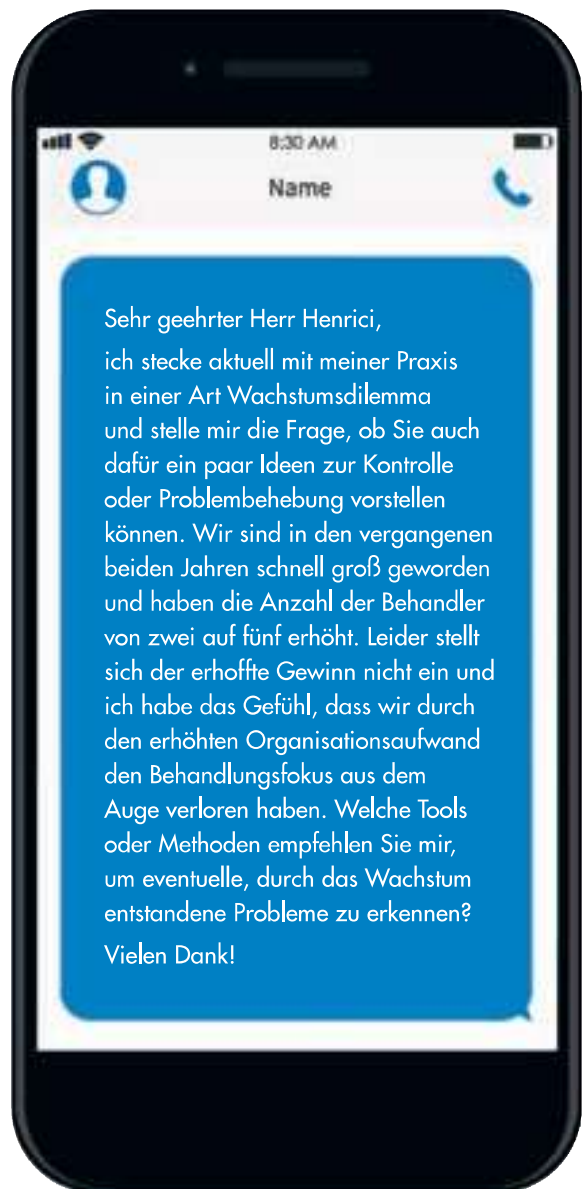 8:30 AM
Name
Sehr geehrter Herr Henrici,
ich stecke aktuell mit meiner Praxis
in einer Art Wachstumsdilemma
und stelle mir die Frage, ob Sie auch
dafür ein paar Ideen zur Kontrolle
oder Problembehebung vorstellen
können. Wir sind in den vergangenen
beiden Jahren schnell groß geworden
und haben die Anzahl der Behandler
von zwei auf fünf erhöht. Leider stellt
sich der erhoffte Gewinn nicht ein und
ich habe das Gefühl, dass wir durch
den erhöhten Organisationsaufwand
den Behandlungsfokus aus dem
Auge verloren haben. Welche Tools
oder Methoden empfehlen Sie mir,
um eventuelle, durch das Wachstum
entstandene Probleme zu erkennen?
Vielen Dank!